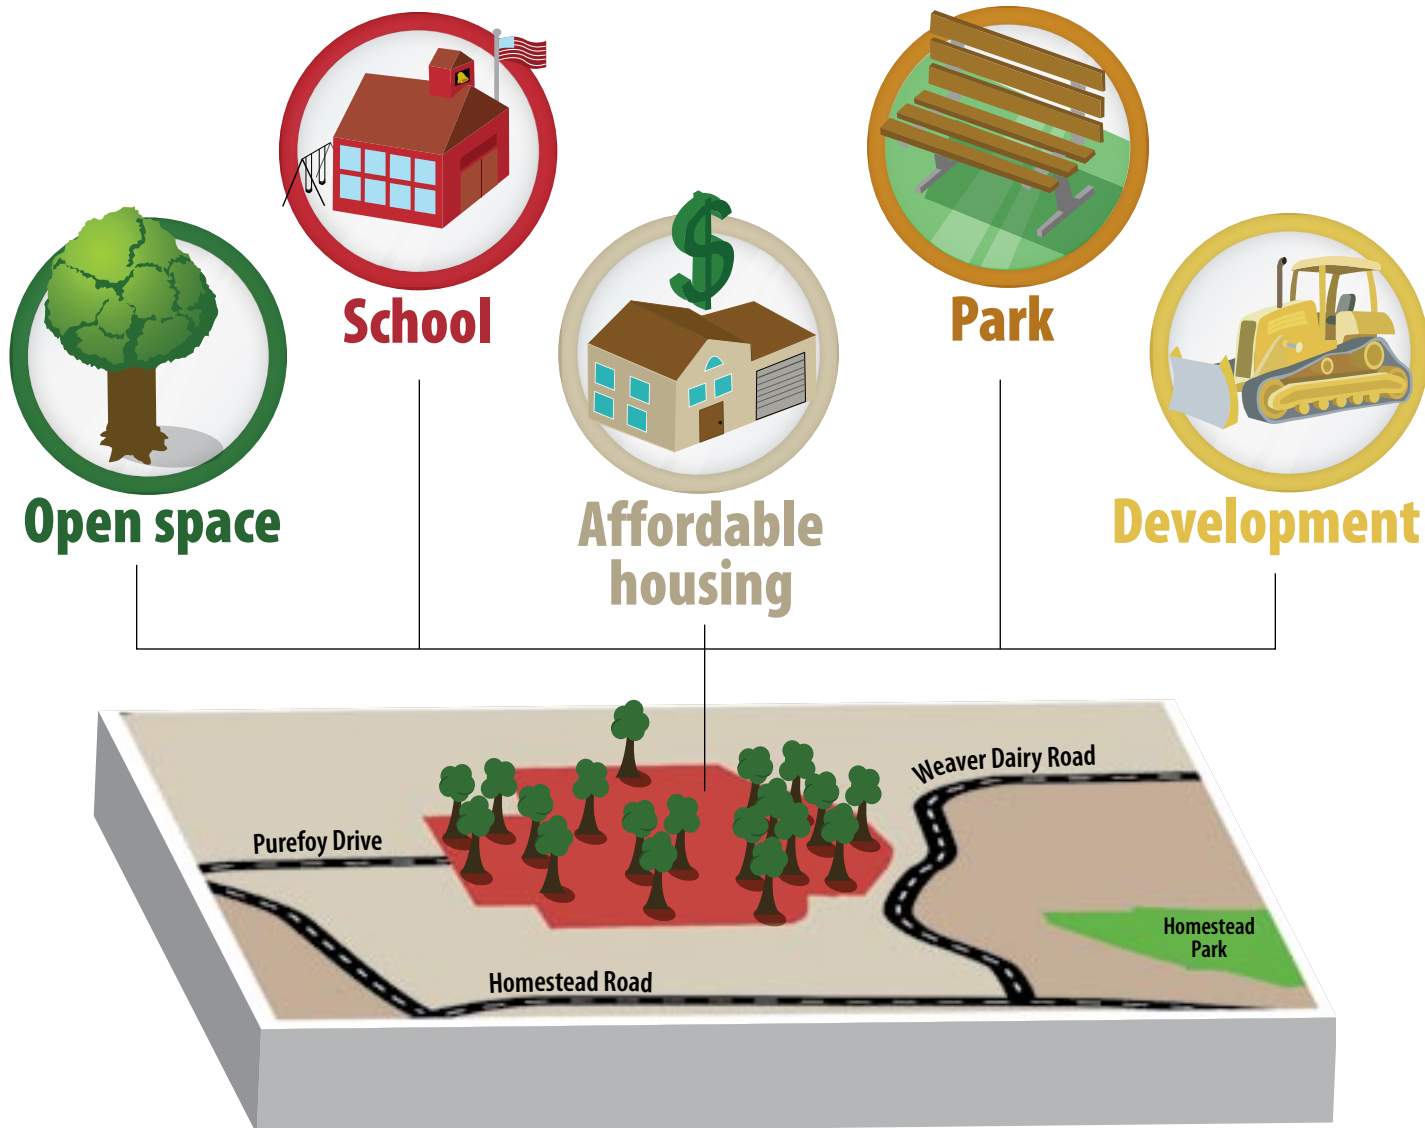 School
Park
Open space
Affordable
housing
Development
Weaver Dairy Road
Purefoy Drive
Homestead
Park
Homestead Road